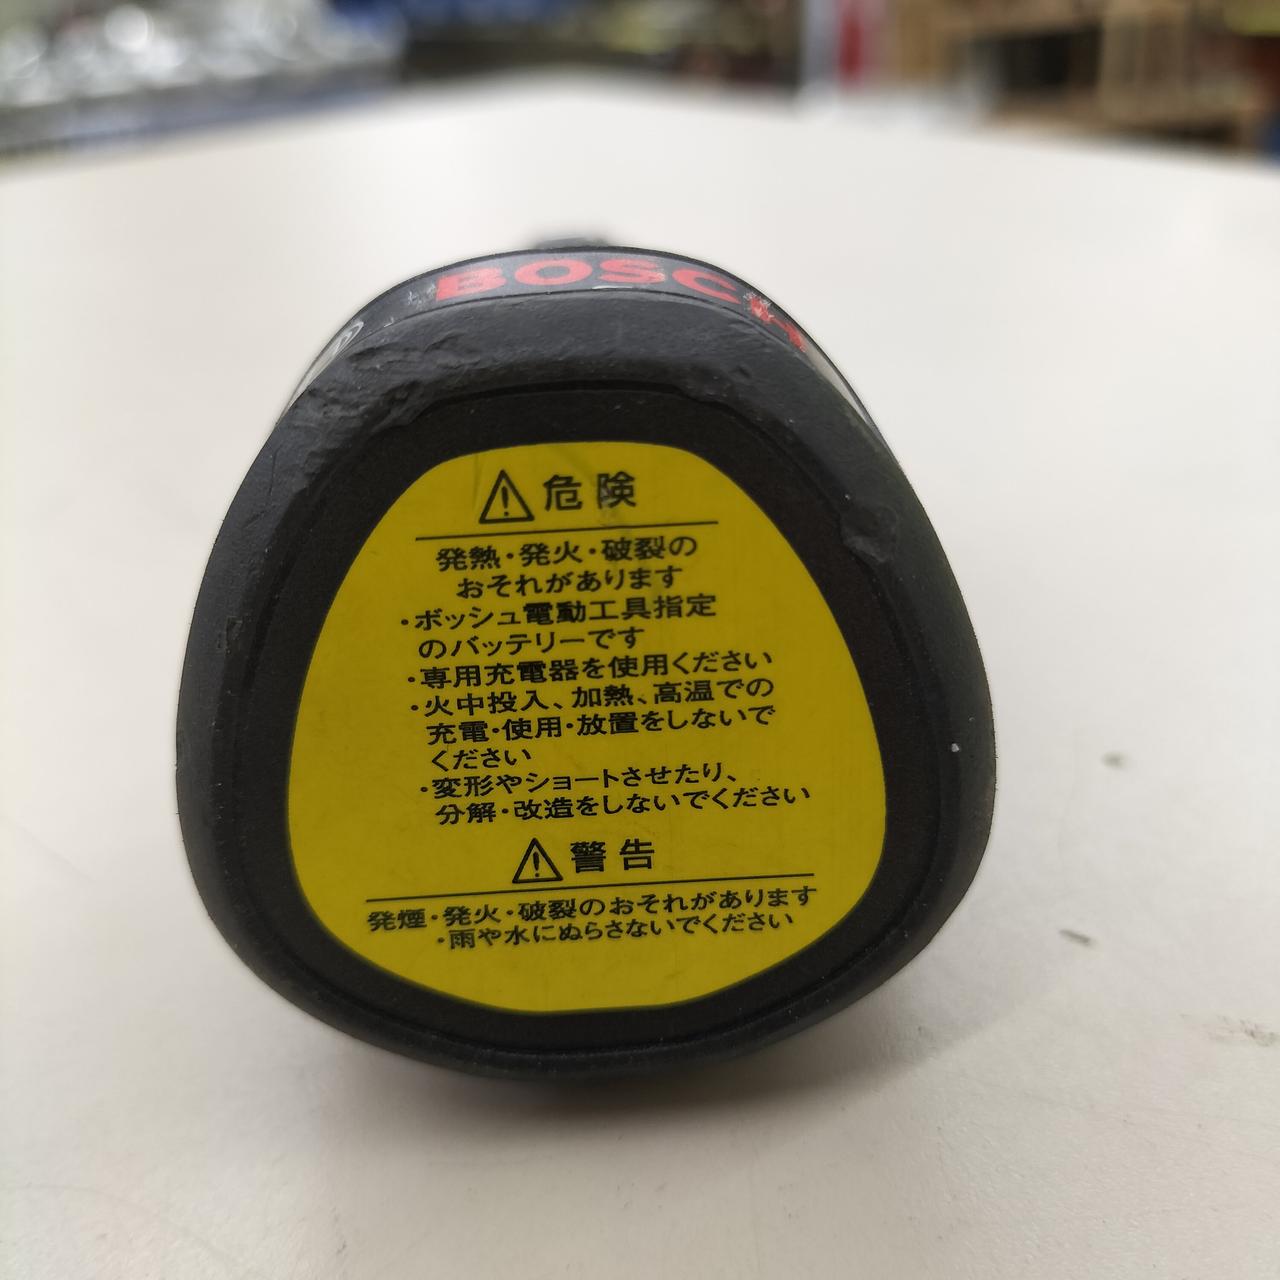 BOSCH
危険
発熱・発火・破裂の
おそれがあります
・ボッシュ電動工具指定
のバッテリーです
・専用充電器を使用ください
・火中投入、加熱、高温での
充電・使用・放置をしないで
ください
・変形やショートさせたり、
分解・改造をしないでください
警告
発煙・発火・破裂のおそれがあります
・雨や水にぬらさないでください